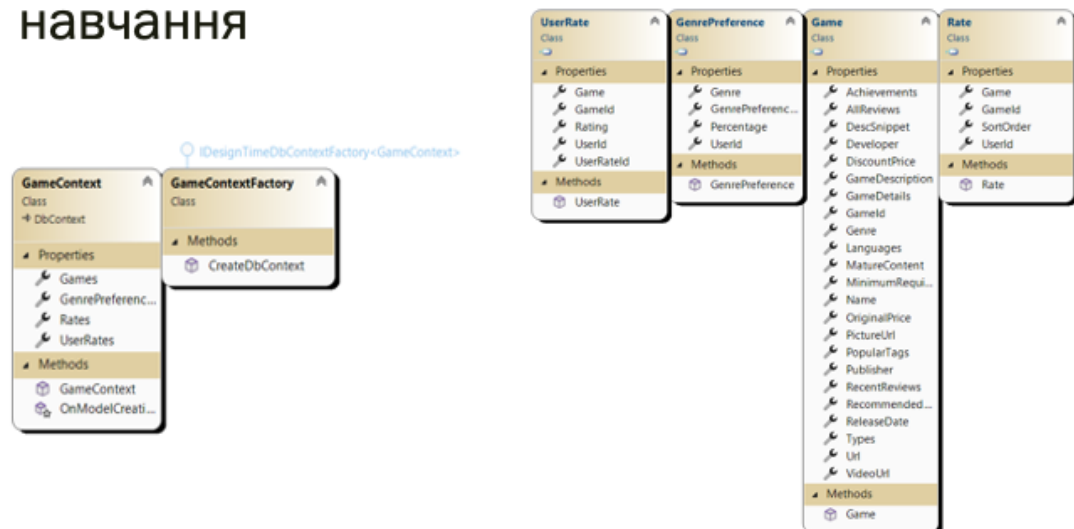 навчання
IDesignTimeDbContextFactory<GameContext>
GameContext
Class
DbContext
Properties
Games
GenrePreferenc...
Rates
UserRates
Methods
GameContext
OnModelCreati...
GameContextFactory
Class
Methods
CreateDbContext
UserRate
Class
Properties
Game
GameId
Rating
UserId
UserRateId
Methods
UserRate
GenrePreference
Class
Properties
Genre
GenrePreferenc...
Percentage
UserId
Methods
GenrePreference
Game
Class
Properties
Achievements
AllReviews
DescSnippet
Developer
DiscountPrice
GameDescription
GameDetails
GameId
Genre
Languages
MatureContent
MinimumRequi...
Name
OriginalPrice
PictureUrl
PopularTags
Publisher
RecentReviews
Recommended...
ReleaseDate
Types
Url
VideoUrl
Methods
Game
Rate
Class
Properties
Game
GameId
SortOrder
UserId
Methods
Rate